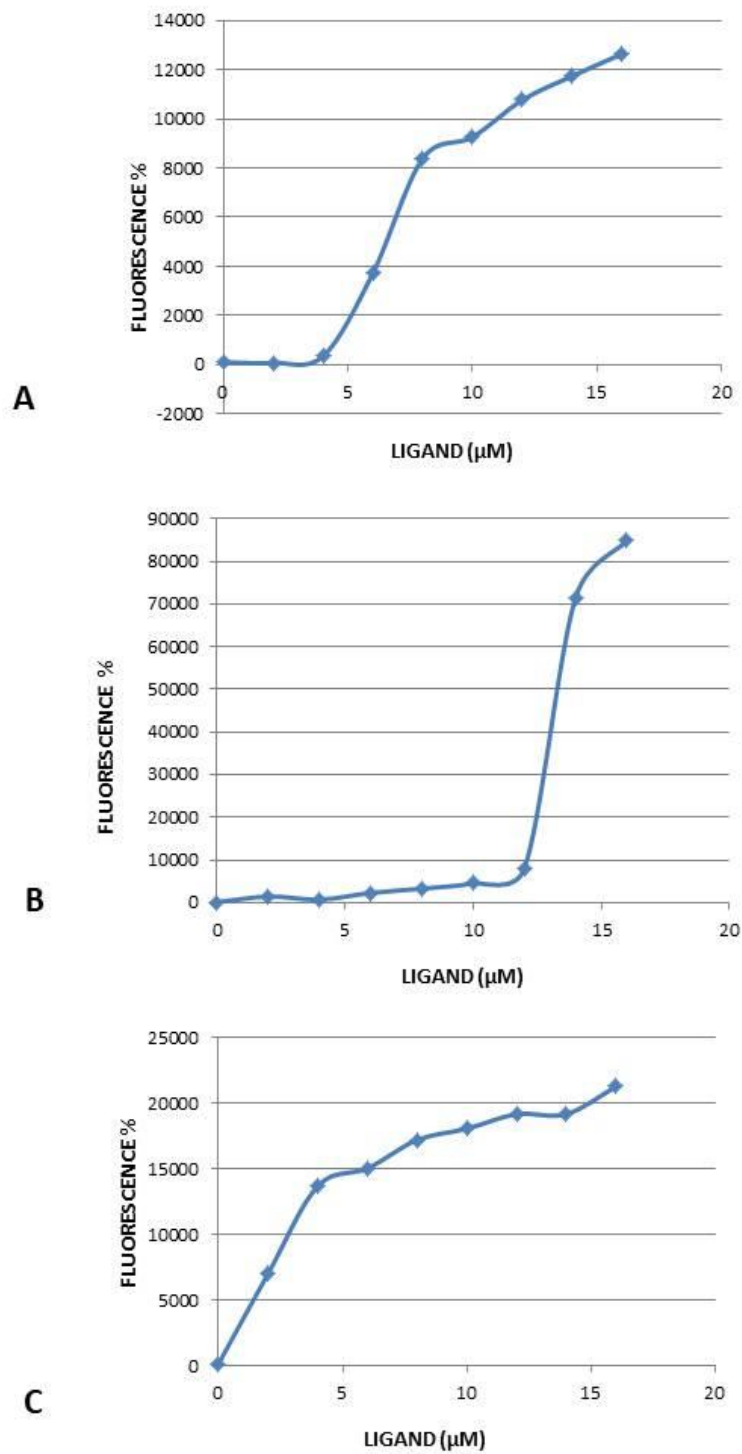 14000
12000
10000
8000
6000
4000
2000
0
-2000
0 5 10 15 20
FLUORESCENCE %
LIGAND (µM)
A
90000
80000
70000
60000
50000
40000
30000
20000
10000
0
0 5 10 15 20
FLUORESCENCE %
LIGAND (µM)
B
25000
20000
15000
10000
5000
0
0 5 10 15 20
FLUORESCENCE %
LIGAND (µM)
C